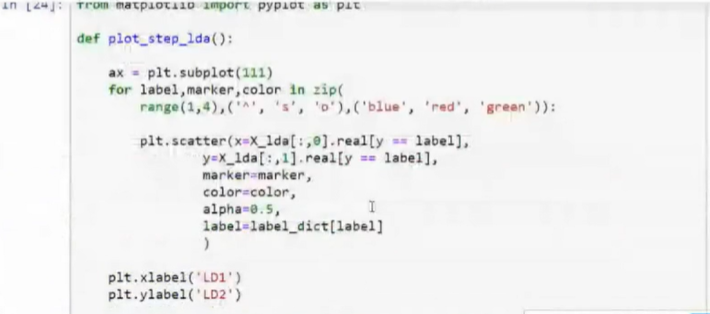 In [24]: from matplotlib import pyplot as plt
def plot_step_lda():
ax = plt.subplot(111)
for label,marker,color in zip(
range(1,4),('^', 's', 'o'),('blue', 'red', 'green')):
plt.scatter(x=X_lda[:,0].real[y == label],
y=X_lda[:,1].real[y == label],
marker=marker,
color=color,
alpha=0.5,
label=label_dict[label]
)
plt.xlabel('LD1')
plt.ylabel('LD2')